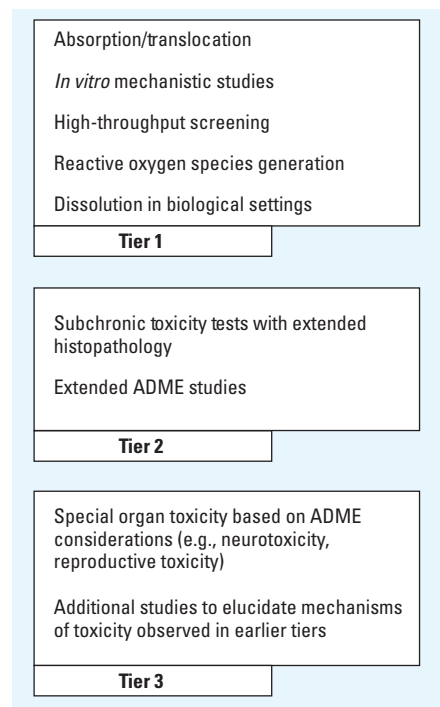 Absorption/translocation
In vitro mechanistic studies
High-throughput screening
Reactive oxygen species generation
Dissolution in biological settings
Tier 1
Subchronic toxicity tests with extended
histopathology
Extended ADME studies
Tier 2
Special organ toxicity based on ADME
considerations (e.g., neurotoxicity,
reproductive toxicity)
Additional studies to elucidate mechanisms
of toxicity observed in earlier tiers
Tier 3